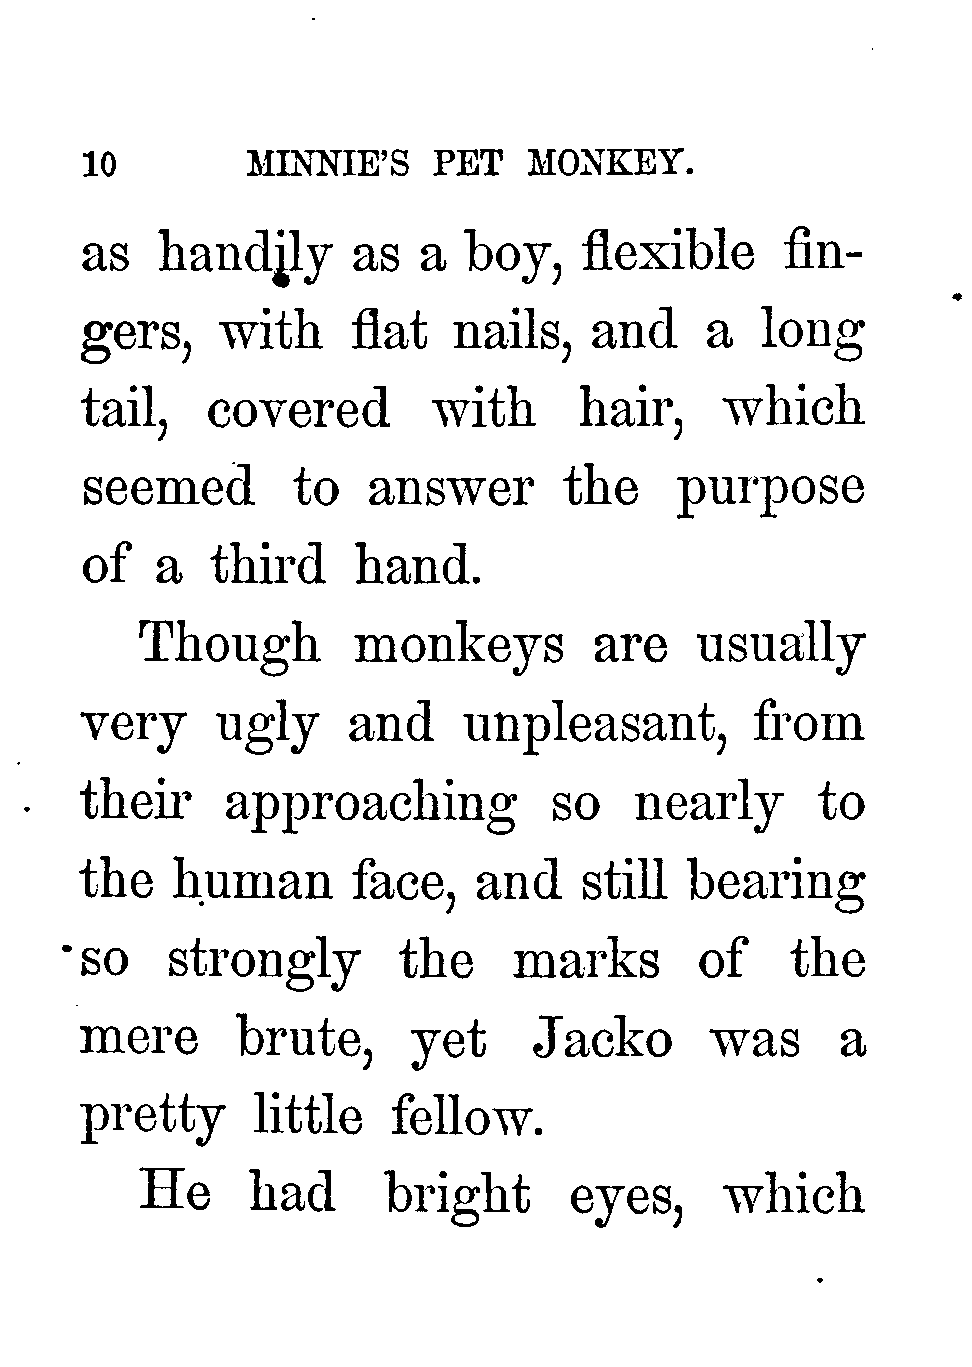 10 MINNIE'S PET MONKEY.
as handily as a boy, flexible fin-
gers, with flat nails, and a long
tail, covered with hair, which
seemed to answer the purpose
of a third hand.
Though monkeys are usually
very ugly and unpleasant, from
their approaching so nearly to
the human face, and still bearing
so strongly the marks of the
mere brute, yet Jacko was a
pretty little fellow.
He had bright eyes, which